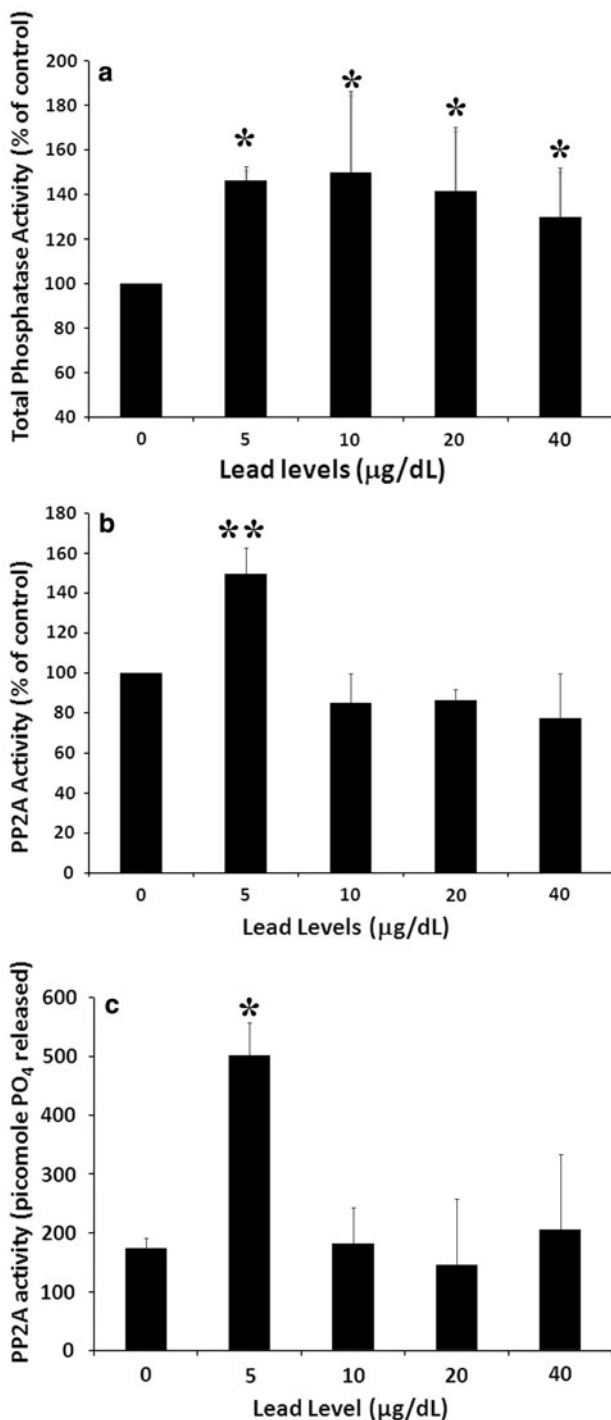 a
Total Phosphatase Activity (% of control)
200
180
160
140
120
100
80
60
40
*
*
*
*
0 5 10 20 40
Lead levels (μg/dL)
b
PP2A Activity (% of control)
180
160
140
120
100
80
60
40
20
0
**
0 5 10 20 40
Lead Levels (μg/dL)
c
PP2A activity (picomole PO₄ released)
600
500
400
300
200
100
0
*
0 5 10 20 40
Lead Level (μg/dL)